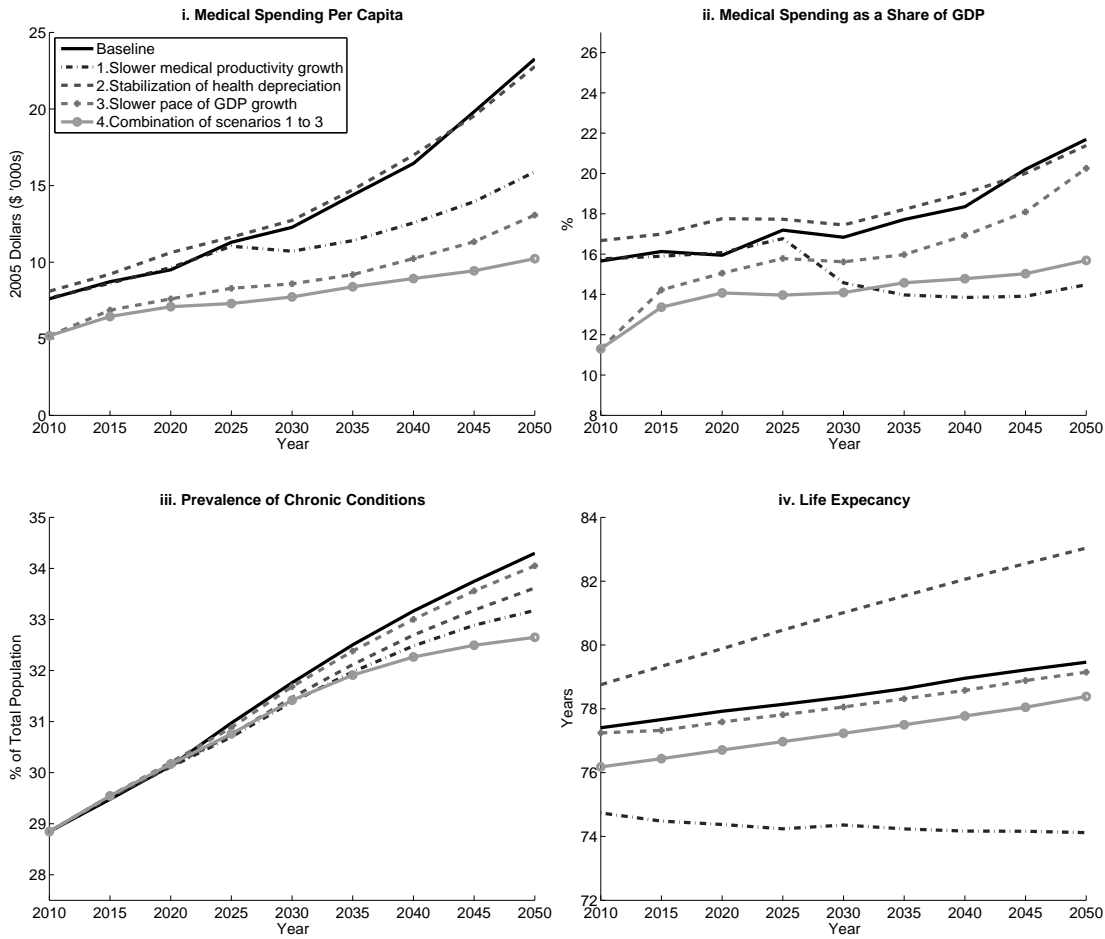 i. Medical Spending Per Capita
25
20
15
10
5
0
2005 Dollars ($ '000s)
Baseline
1.Slower medical productivity growth
2.Stabilization of health depreciation
3.Slower pace of GDP growth
4.Combination of scenarios 1 to 3
2010 2015 2020 2025 2030 2035 2040 2045 2050
Year
ii. Medical Spending as a Share of GDP
26
24
22
20
18
16
14
12
10
8
%
2010 2015 2020 2025 2030 2035 2040 2045 2050
Year
iii. Prevalence of Chronic Conditions
35
34
33
32
31
30
29
28
% of Total Population
2010 2015 2020 2025 2030 2035 2040 2045 2050
Year
iv. Life Expecancy
84
82
80
78
76
74
72
Years
2010 2015 2020 2025 2030 2035 2040 2045 2050
Year